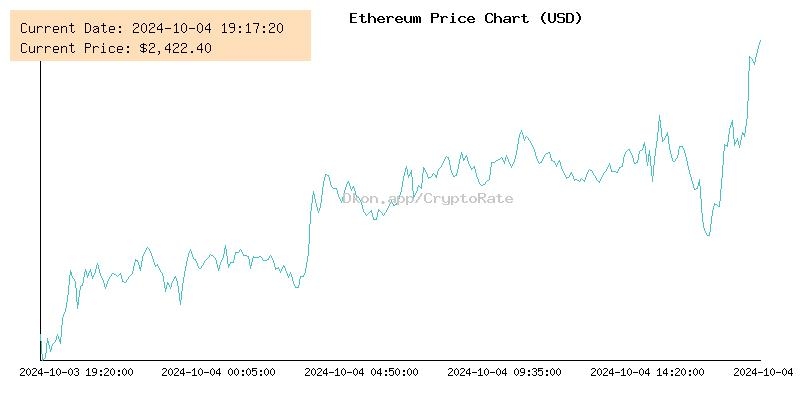 Ethereum Price Chart (USD)
Current Date: 2024-10-04 19:17:20
Current Price: $2,422.40
Okon.app/CryptoRate
2024-10-03 19:20:00 2024-10-04 00:05:00 2024-10-04 04:50:00 2024-10-04 09:35:00 2024-10-04 14:20:00 2024-10-04